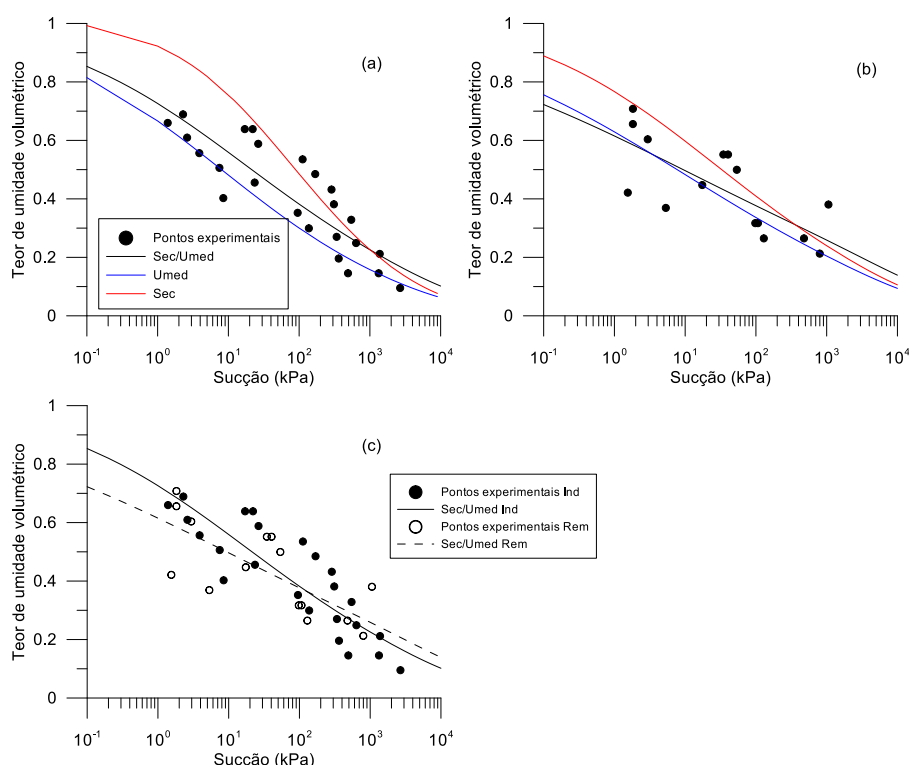 1
0.8
0.6
0.4
0.2
0
Teor de umidade volumétrico
(a)
Pontos experimentais
Sec/Umed
Umed
Sec
10-1 100 101 102 103 104
Sucção (kPa)
1
0.8
0.6
0.4
0.2
0
Teor de umidade volumétrico
(b)
10-1 100 101 102 103 104
Sucção (kPa)
1
0.8
0.6
0.4
0.2
0
Teor de umidade volumétrico
(c)
10-1 100 101 102 103 104
Sucção (kPa)
Pontos experimentais Ind
Sec/Umed Ind
Pontos experimentais Rem
Sec/Umed Rem